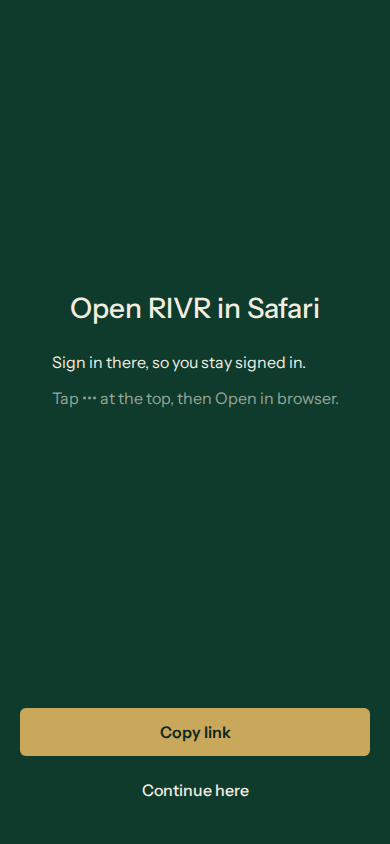 Open RIVR in Safari
Sign in there, so you stay signed in.
Tap ··· at the top, then Open in browser.
Copy link
Continue here